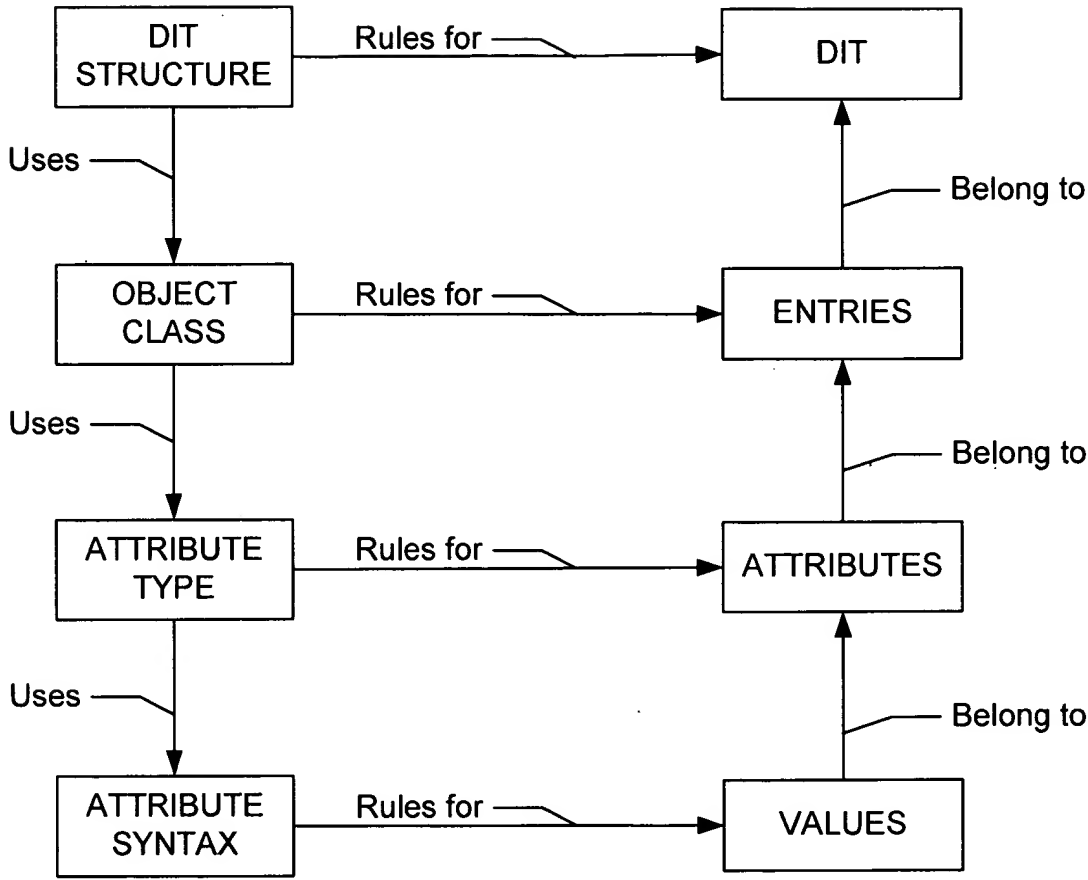 DIT
STRUCTURE
Rules for
DIT
Uses
Belong to
OBJECT
CLASS
Rules for
ENTRIES
Uses
Belong to
ATTRIBUTE
TYPE
Rules for
ATTRIBUTES
Uses
Belong to
ATTRIBUTE
SYNTAX
Rules for
VALUES